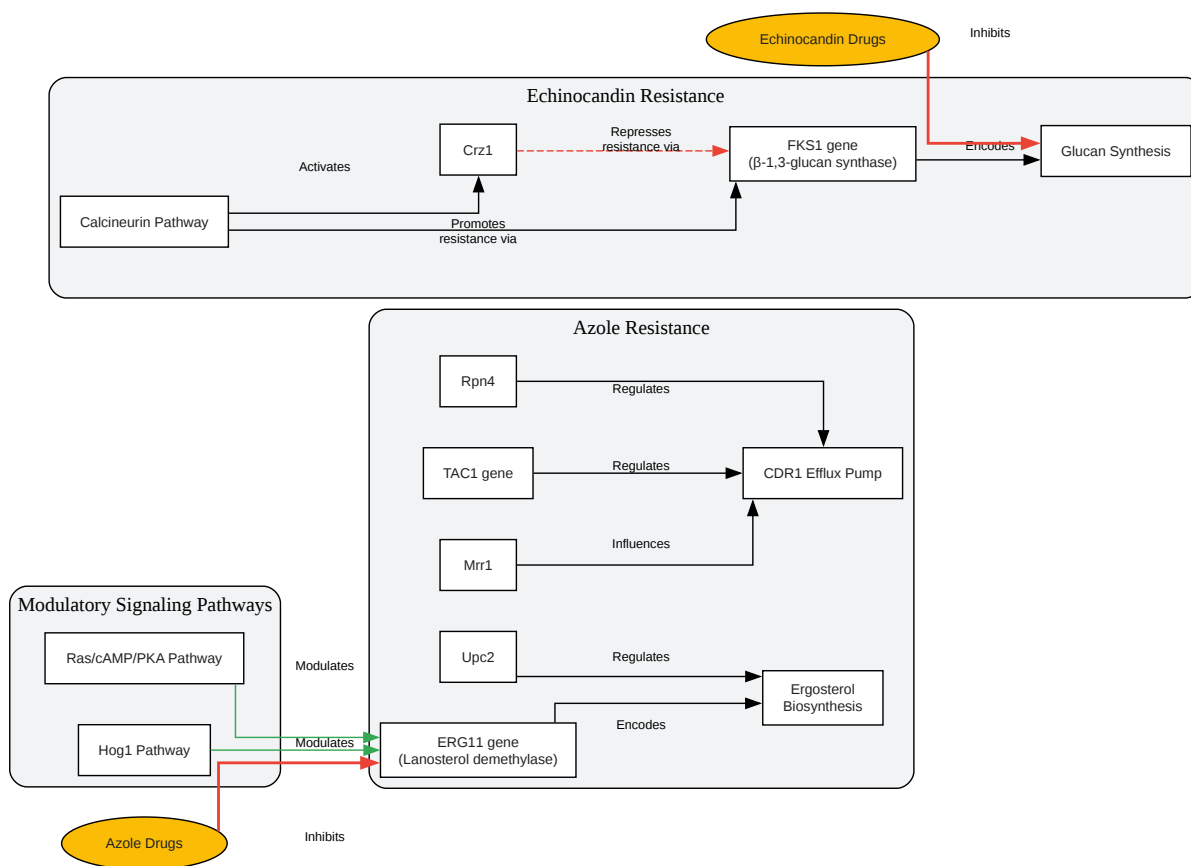 Echinocandin Drugs
Inhibits
Echinocandin Resistance
Crz1
Represses
resistance via
FKS1 gene
(β-1,3-glucan synthase)
Encodes
Glucan Synthesis
Activates
Calcineurin Pathway
Promotes
resistance via
Azole Resistance
Rpn4
Regulates
TAC1 gene
Regulates
CDR1 Efflux Pump
Mrr1
Influences
Modulatory Signaling Pathways
Ras/cAMP/PKA Pathway
Modulates
Upc2
Regulates
Ergosterol
Biosynthesis
Encodes
Hog1 Pathway
Modulates
ERG11 gene
(Lanosterol demethylase)
Azole Drugs
Inhibits